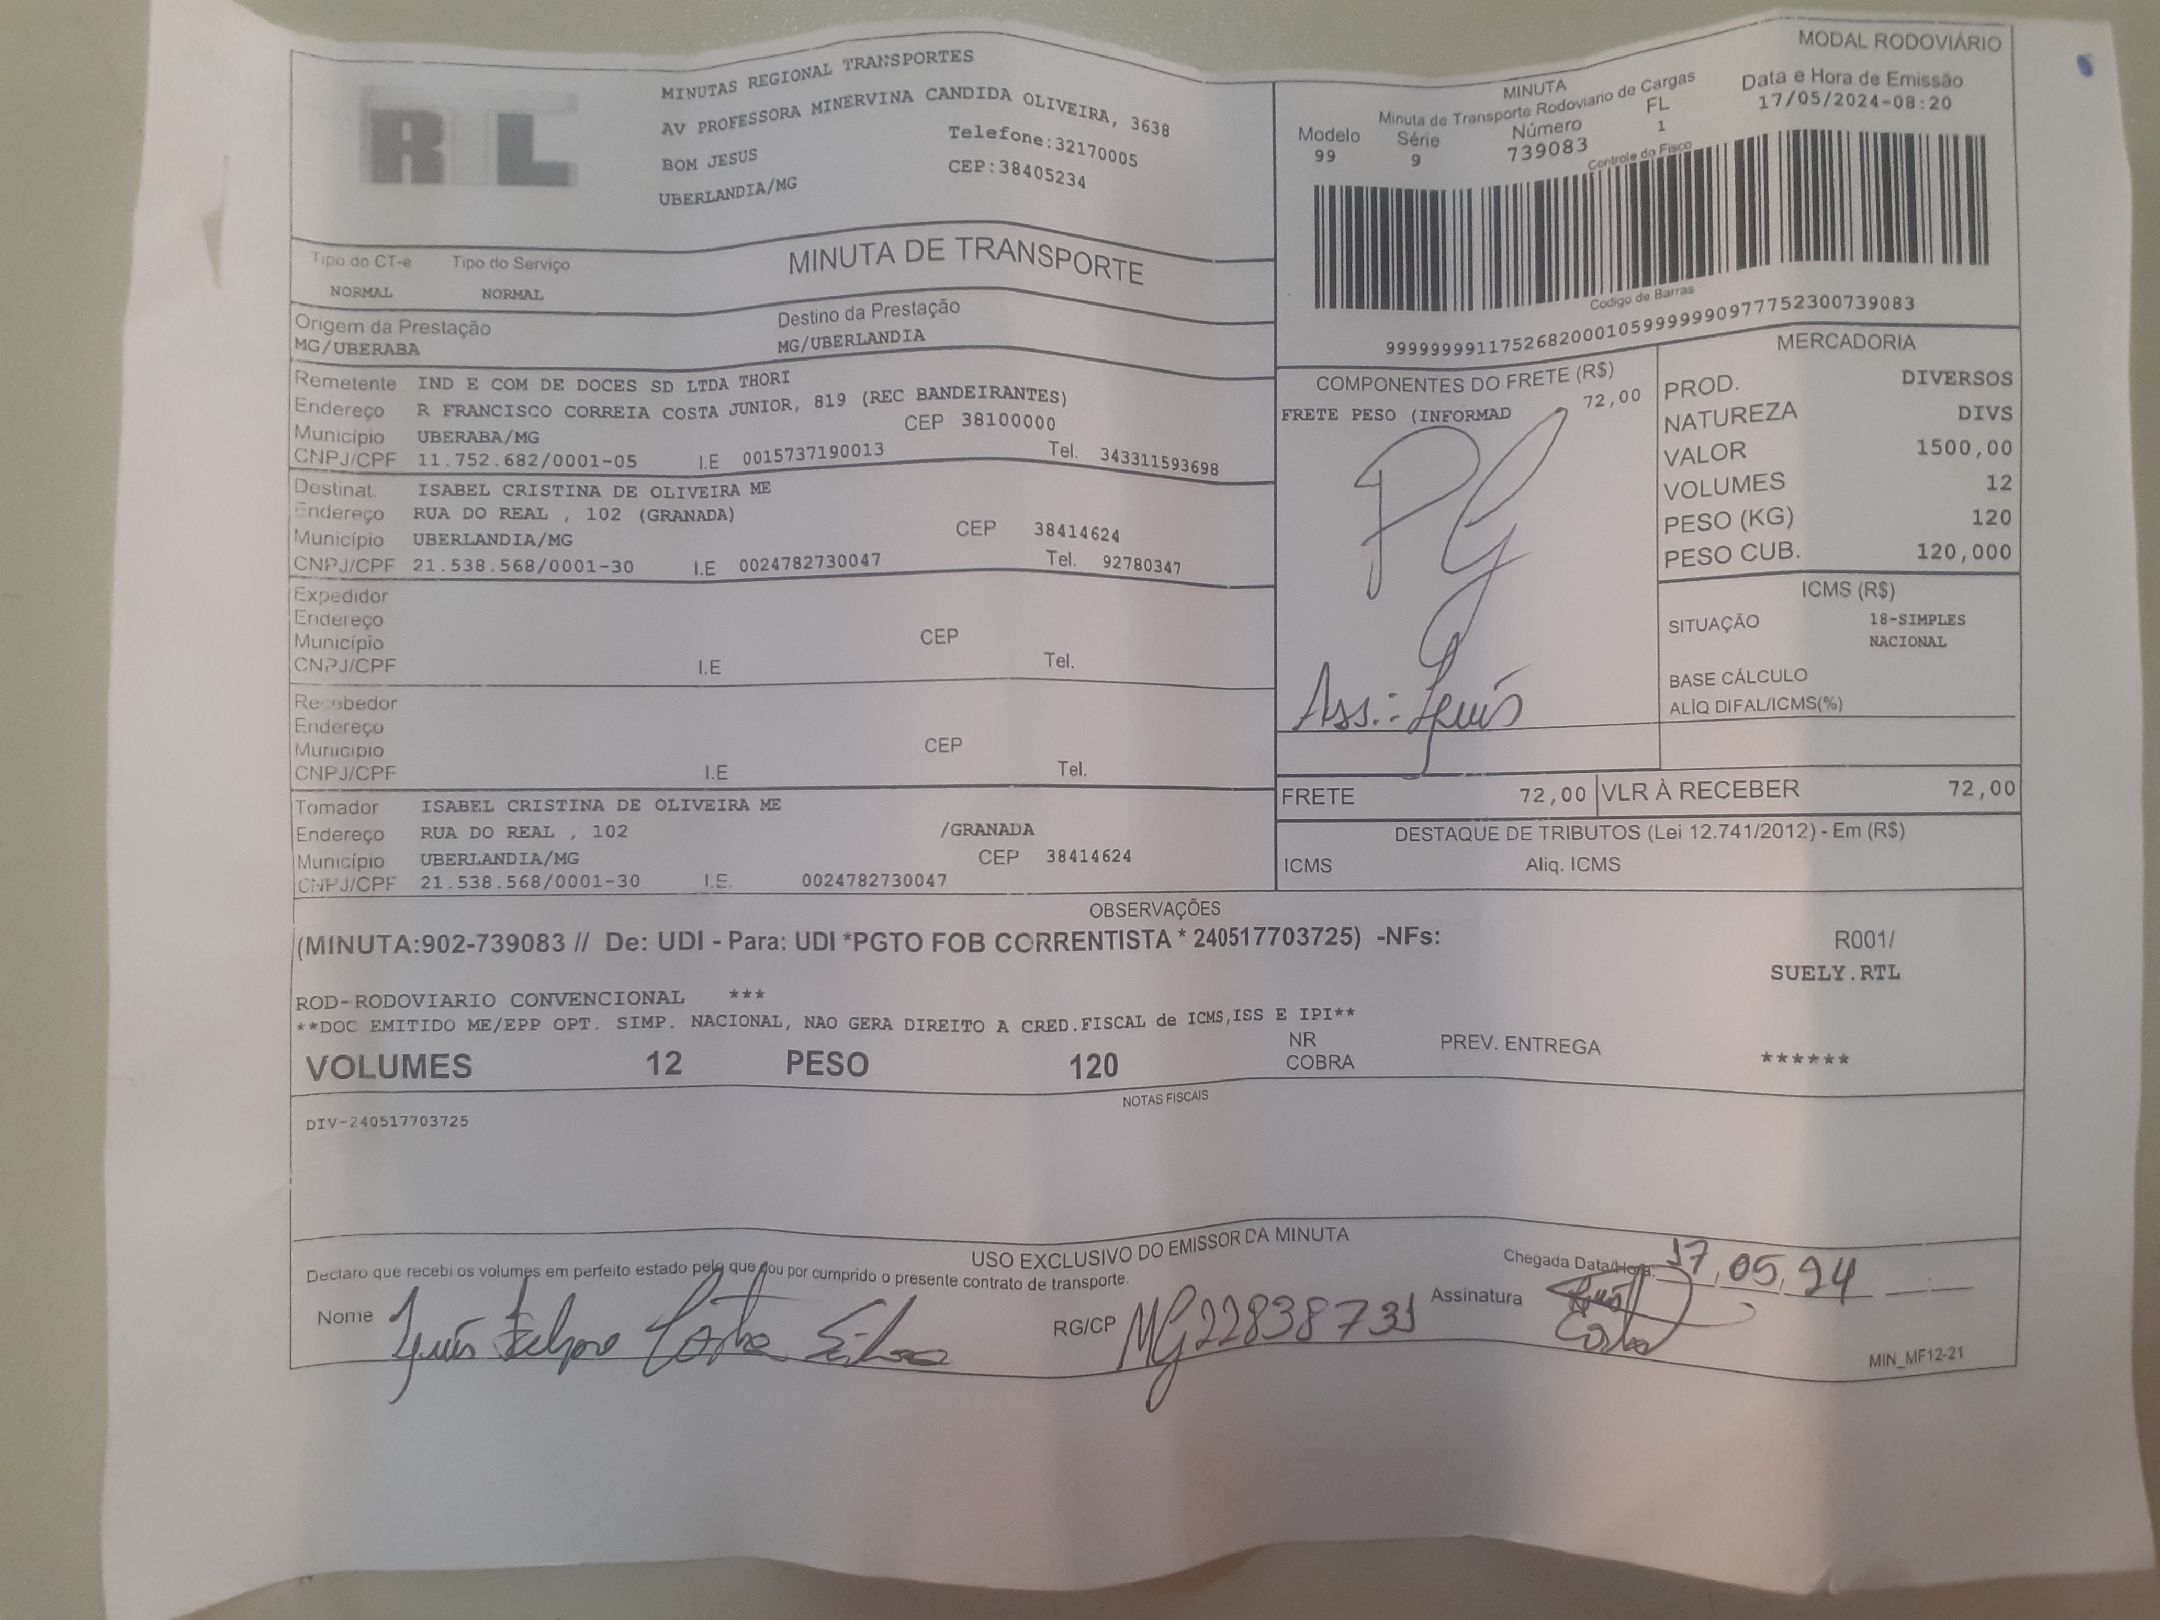 RTL
MINUTAS REGIONAL TRANSPORTES
AV PROFESSORA MINERVINA CANDIDA OLIVEIRA, 3638
BOM JESUS Telefone:32170005
UBERLANDIA/MG CEP:38405234
MODAL RODOVIÁRIO
MINUTA
Minuta de Transporte Rodoviario de Cargas
Data e Hora de Emissão
17/05/2024-08:20
Modelo Série Número FL
99 9 739083 1
Controle do Fisco
Codigo de Barras
Tipo do CT-e Tipo do Serviço MINUTA DE TRANSPORTE
NORMAL NORMAL
Origem da Prestação Destino da Prestação
MG/UBERABA MG/UBERLANDIA
Remetente IND E COM DE DOCES SD LTDA THORI
Endereço R FRANCISCO CORREIA COSTA JUNIOR, 819 (REC BANDEIRANTES)
Município UBERABA/MG CEP 38100000
CNPJ/CPF 11.752.682/0001-05 I.E 0015737190013 Tel. 343311593698
Destinat. ISABEL CRISTINA DE OLIVEIRA ME
Endereço RUA DO REAL , 102 (GRANADA)
Município UBERLANDIA/MG CEP 38414624
CNPJ/CPF 21.538.568/0001-30 I.E 0024782730047 Tel. 92780347
Expedidor
Endereço
Município CEP
CNPJ/CPF I.E Tel.
Recebedor
Endereço
Município CEP
CNPJ/CPF I.E Tel.
Tomador ISABEL CRISTINA DE OLIVEIRA ME
Endereço RUA DO REAL , 102 /GRANADA
Município UBERLANDIA/MG CEP 38414624
CNPJ/CPF 21.538.568/0001-30 I.E. 0024782730047
COMPONENTES DO FRETE (R$)
FRETE PESO (INFORMAD 72,00
Pg
Ass.:
MERCADORIA
PROD. DIVERSOS
NATUREZA DIVS
VALOR 1500,00
VOLUMES 12
PESO (KG) 120
PESO CUB. 120,000
ICMS (R$)
SITUAÇÃO 18-SIMPLES
NACIONAL
BASE CÁLCULO
ALÍQ DIFAL/ICMS(%)
FRETE 72,00 VLR À RECEBER 72,00
DESTAQUE DE TRIBUTOS (Lei 12.741/2012) - Em (R$)
ICMS Aliq. ICMS
OBSERVAÇÕES
(MINUTA:902-739083 // De: UDI - Para: UDI *PGTO FOB CORRENTISTA * 240517703725) -NFs: R001/
SUELY.RTL
ROD-RODOVIARIO CONVENCIONAL ***
**DOC EMITIDO ME/EPP OPT. SIMP. NACIONAL, NAO GERA DIREITO A CRED.FISCAL de ICMS,ISS E IPI**
VOLUMES 12 PESO 120 NR COBRA PREV. ENTREGA ******
NOTAS FISCAIS
DIV-240517703725
USO EXCLUSIVO DO EMISSOR DA MINUTA
Declaro que recebi os volumes em perfeito estado pelo que dou por cumprido o presente contrato de transporte.
Chegada Data/Hora: 17,05,24
Nome Costa Silva RG/CP MG22838731 Assinatura Costa
MIN_MF12-21